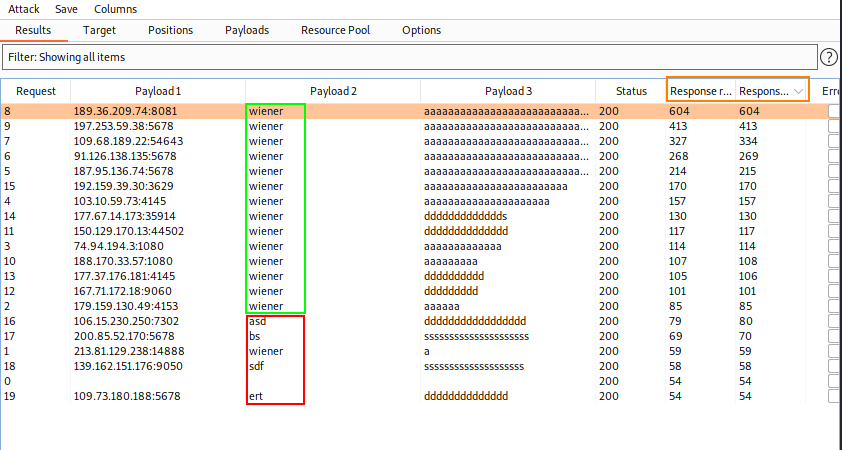 Attack Save Columns
Results Target Positions Payloads Resource Pool Options
Filter: Showing all items ?
Request Payload 1 Payload 2 Payload 3 Status Response r... Respons... Erro
8 189.36.209.74:8081 wiener aaaaaaaaaaaaaaaaaaaaaaaaaa... 200 604 604
9 197.253.59.38:5678 wiener aaaaaaaaaaaaaaaaaaaaaaaaaa... 200 413 413
7 109.68.189.22:54643 wiener aaaaaaaaaaaaaaaaaaaaaaaaaa... 200 327 334
6 91.126.138.135:5678 wiener aaaaaaaaaaaaaaaaaaaaaaaaaa... 200 268 269
5 187.95.136.74:5678 wiener aaaaaaaaaaaaaaaaaaaaaaaaaa... 200 214 215
15 192.159.39.30:3629 wiener aaaaaaaaaaaaaaaaaaaaaaaa 200 170 170
4 103.10.59.73:4145 wiener aaaaaaaaaaaaaaaaaaaaa 200 157 157
14 177.67.14.173:35914 wiener ddddddddddddds 200 130 130
11 150.129.170.13:44502 wiener dddddddddddddd 200 117 117
3 74.94.194.3:1080 wiener aaaaaaaaaaaaa 200 114 114
10 188.170.33.57:1080 wiener aaaaaaaaa 200 107 108
13 177.37.176.181:4145 wiener dddddddddd 200 105 106
12 167.71.172.18:9060 wiener ddddddddd 200 101 101
2 179.159.130.49:4153 wiener aaaaaa 200 85 85
16 106.15.230.250:7302 asd ddddddddddddddddd 200 79 80
17 200.85.52.170:5678 bs sssssssssssssssssssss 200 69 70
1 213.81.129.238:14888 wiener a 200 59 59
18 139.162.151.176:9050 sdf ssssssssssssssssssss 200 58 58
0 200 54 54
19 109.73.180.188:5678 ert dddddddddddddd 200 54 54